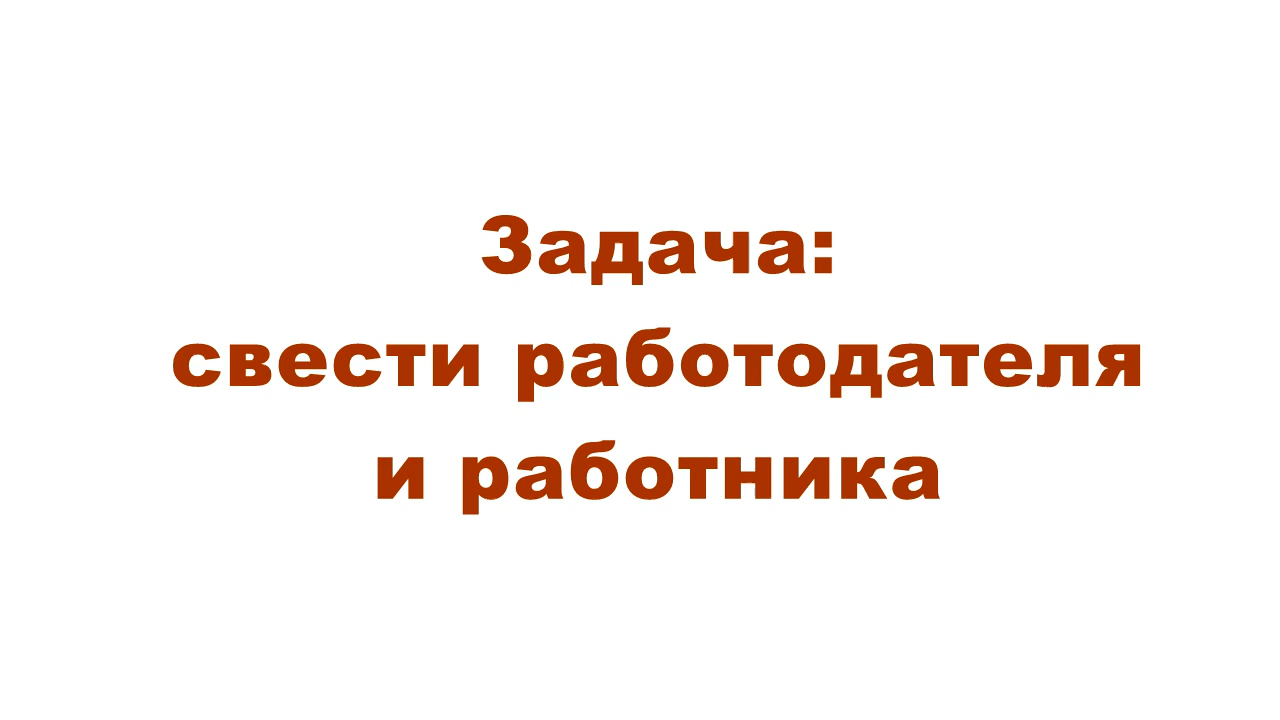 Задача:
свести работодателя
и работника